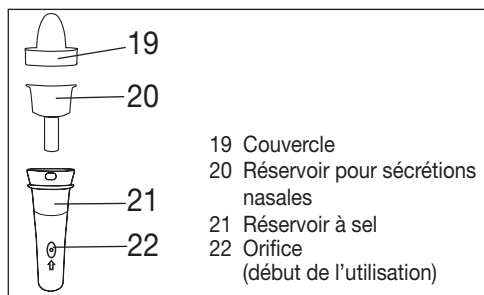 19
20
21
22
19 Couvercle
20 Réservoir pour sécrétions
nasales
21 Réservoir à sel
22 Orifice
(début de l'utilisation)